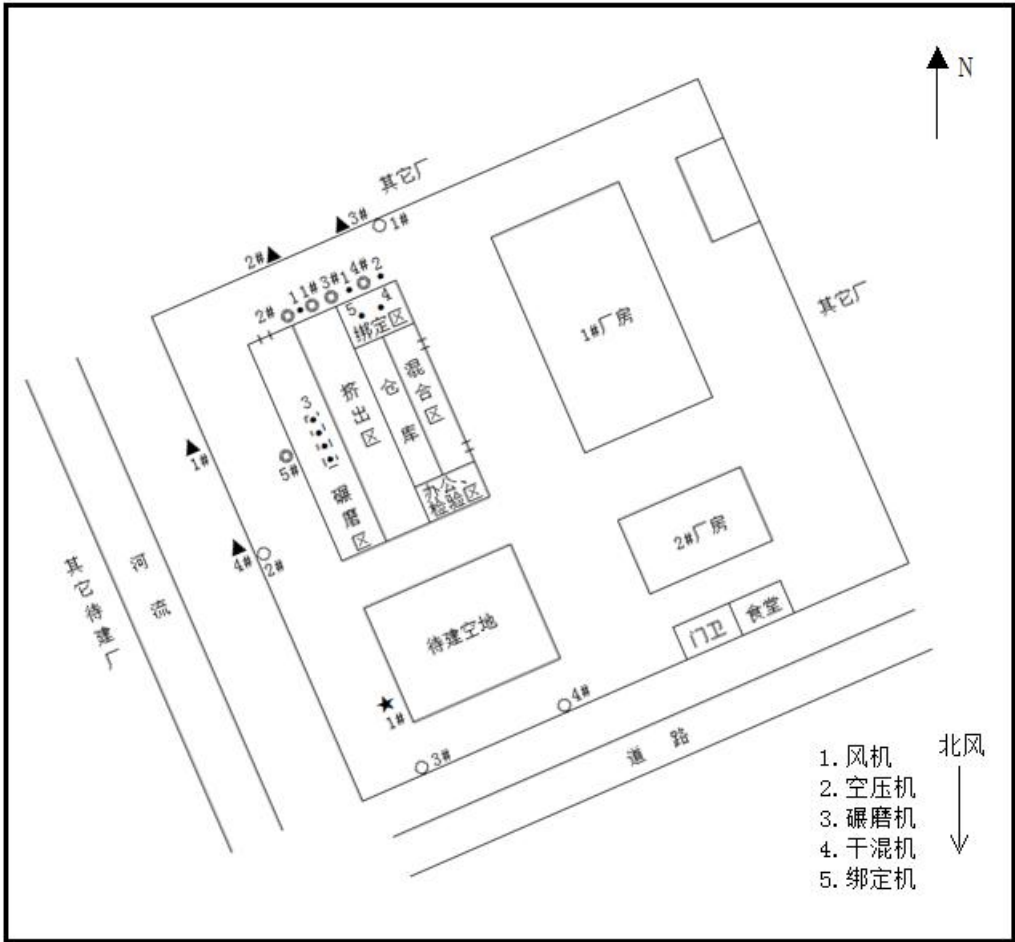 N
其它厂
3#
1#
2#
其它厂
2#
1
1#
3#
1
4#
2
5
4
绑定区
1#厂房
混合区
仓库
挤出区
3
1#
5#
碾磨区
办公、
检验区
4#
2#
2#厂房
其它待建厂
河流
待建空地
门卫
食堂
1#
4#
3#
道路
北风
1.风机
2.空压机
3.碾磨机
4.干混机
5.绑定机